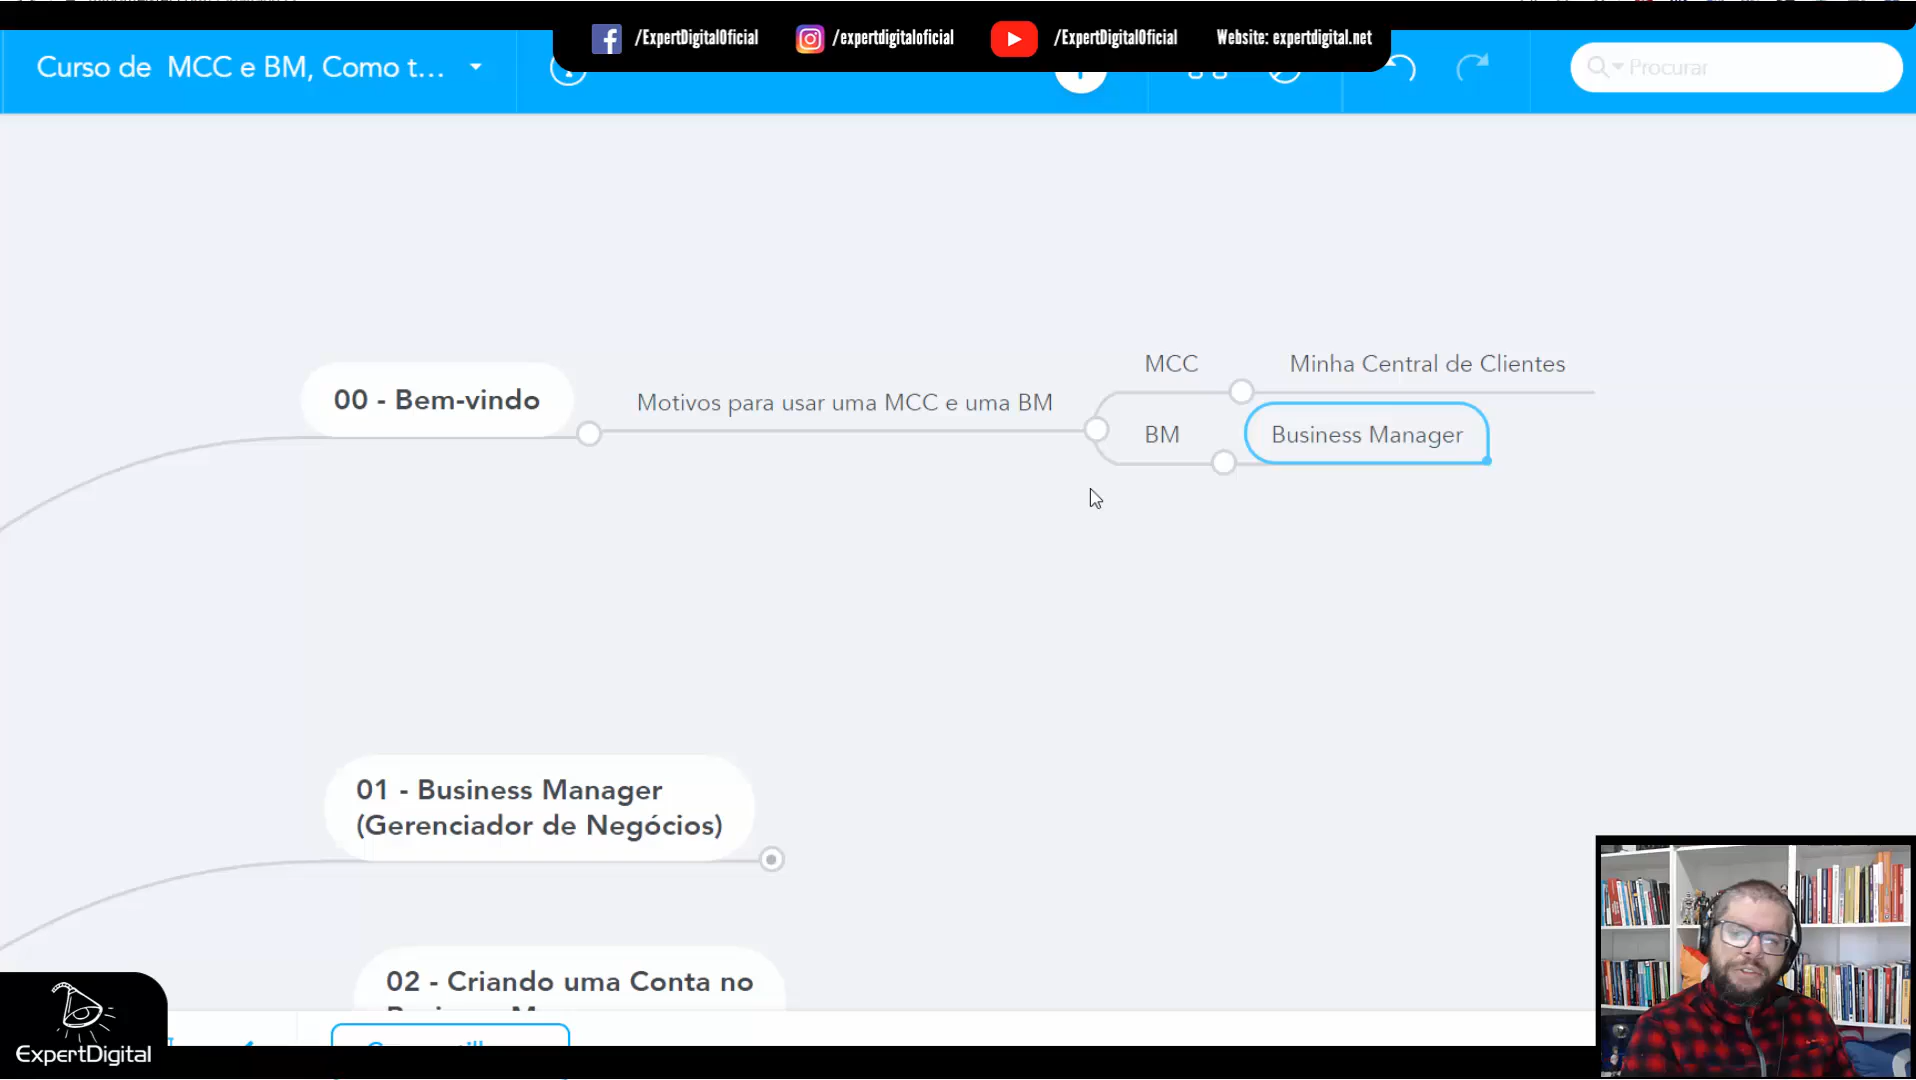 /ExpertDigitalOficial
/expertdigitaloficial
/ExpertDigitalOficial
Website: expertdigital.net
Curso de  MCC e BM, Como t...
Procurar
MCC
Minha Central de Clientes
00 - Bem-vindo
Motivos para usar uma MCC e uma BM
BM
Business Manager
01 - Business Manager
(Gerenciador de Negócios)
02 - Criando uma Conta no
ExpertDigital